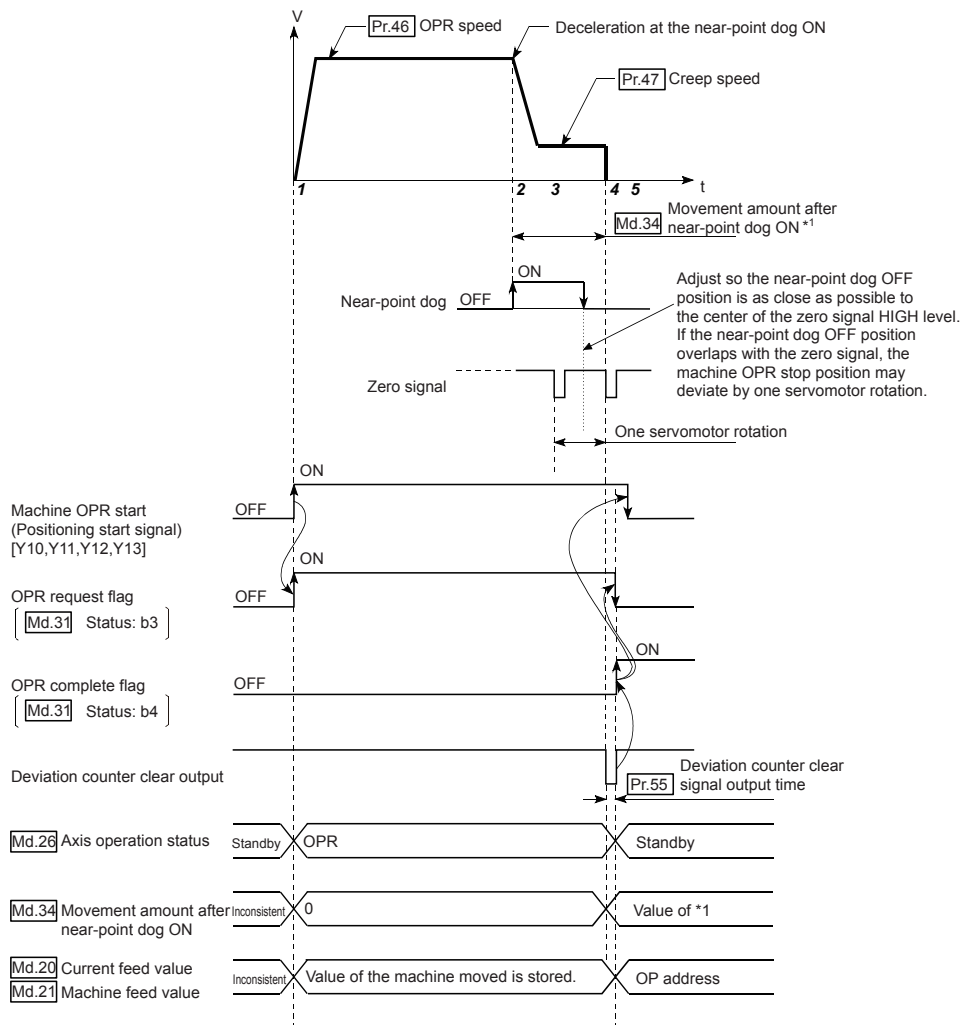 V
Pr.46 OPR speed
Deceleration at the near-point dog ON
Pr.47 Creep speed
1 2 3 4 5 t
Md.34 Movement amount after
near-point dog ON *1
ON
Near-point dog OFF
Adjust so the near-point dog OFF
position is as close as possible to
the center of the zero signal HIGH level.
If the near-point dog OFF position
overlaps with the zero signal, the
machine OPR stop position may
deviate by one servomotor rotation.
Zero signal
One servomotor rotation
ON
Machine OPR start OFF
(Positioning start signal)
[Y10,Y11,Y12,Y13]
ON
OPR request flag OFF
Md.31 Status: b3
ON
OPR complete flag OFF
Md.31 Status: b4
Deviation counter clear output
Pr.55 Deviation counter clear
signal output time
Md.26 Axis operation status Standby OPR Standby
Md.34 Movement amount after Inconsistent 0 Value of *1
near-point dog ON
Md.20 Current feed value
Md.21 Machine feed value
Inconsistent Value of the machine moved is stored. OP address